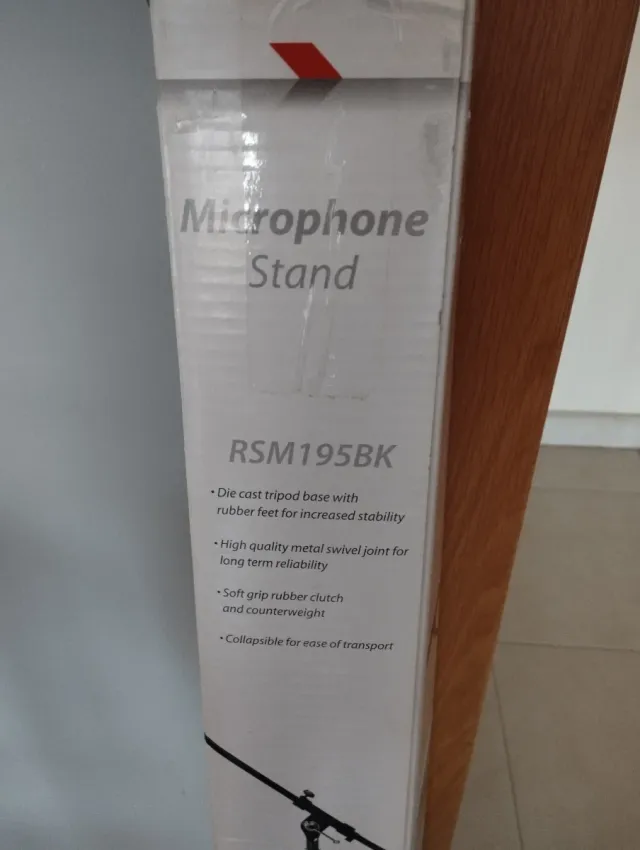 Microphone
Stand
RSM195BK
• Die cast tripod base with
rubber feet for increased stability
• High quality metal swivel joint for
long term reliability
• Soft grip rubber clutch
and counterweight
• Collapsible for ease of transport